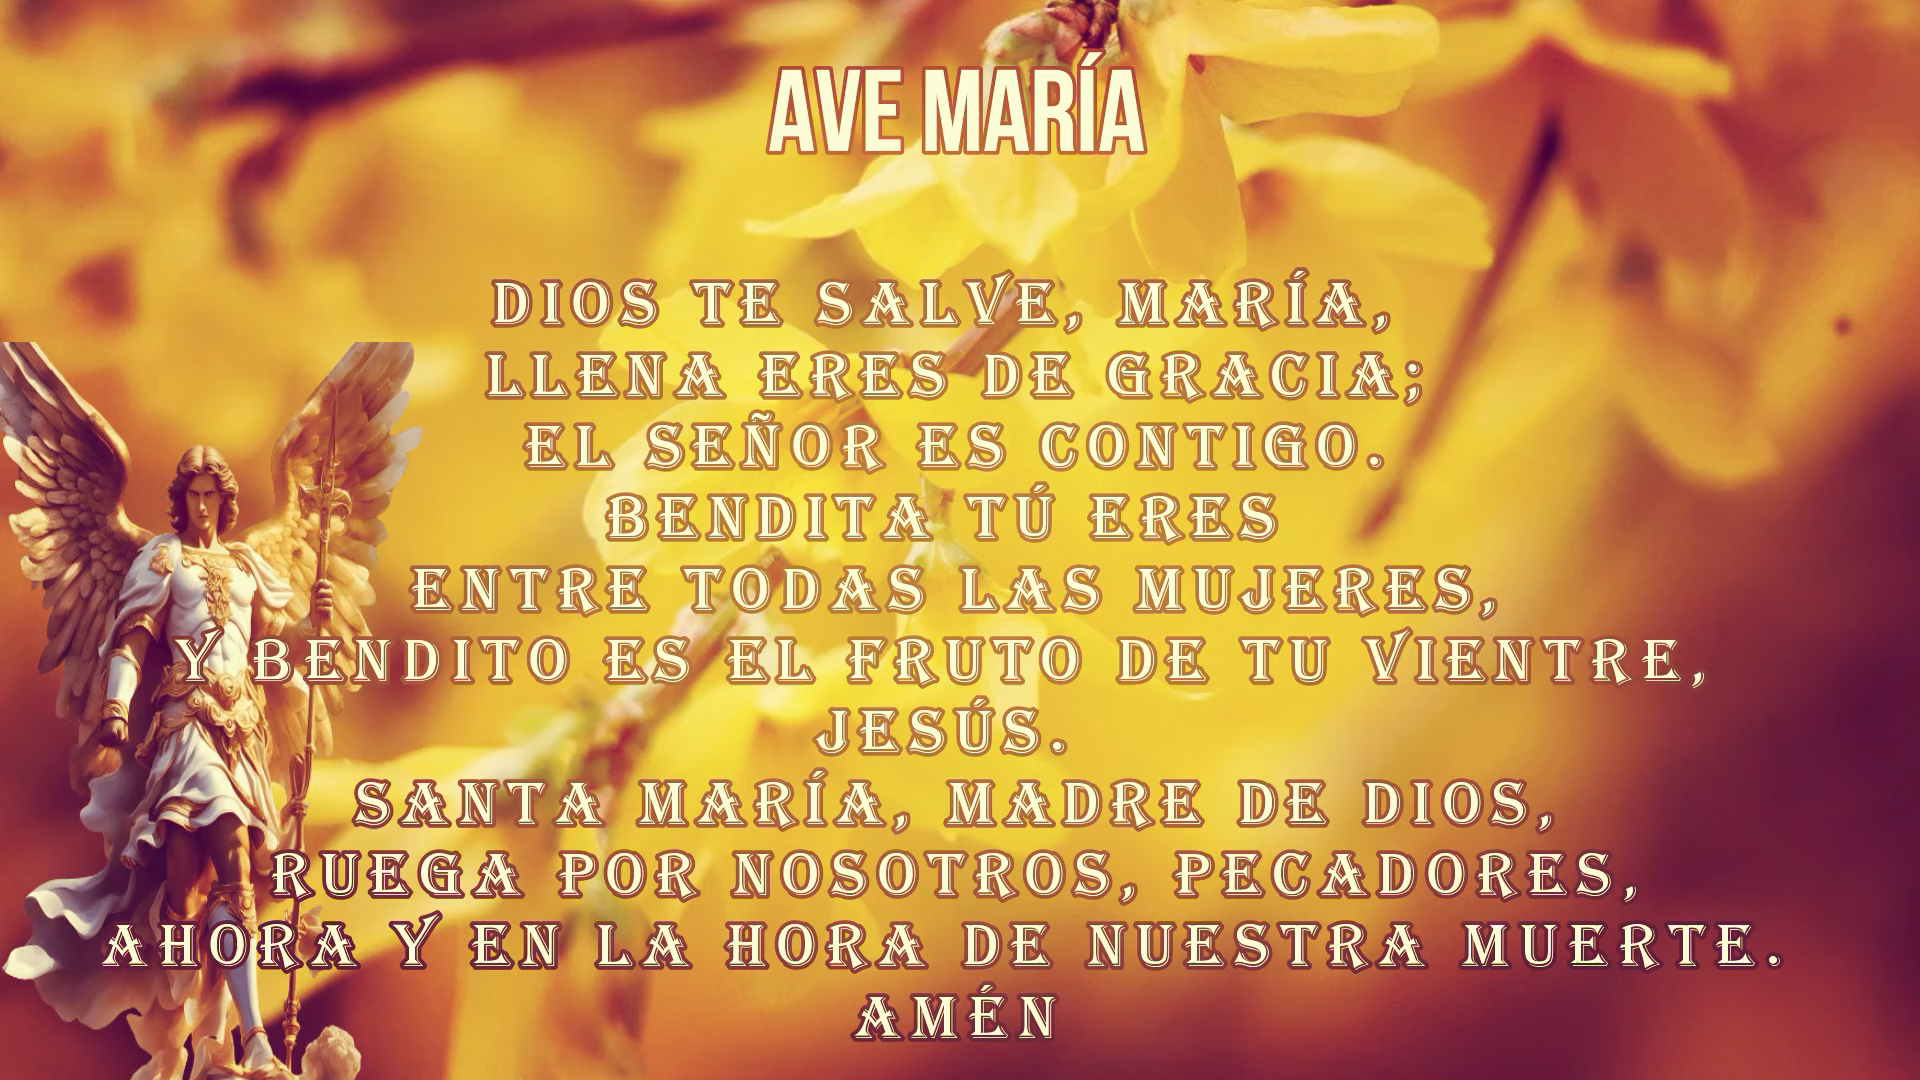 AVE MARÍA
DIOS TE SALVE, MARÍA,
LLENA ERES DE GRACIA;
EL SEÑOR ES CONTIGO.
BENDITA TÚ ERES
ENTRE TODAS LAS MUJERES,
Y BENDITO ES EL FRUTO DE TU VIENTRE,
JESÚS.
SANTA MARÍA, MADRE DE DIOS,
RUEGA POR NOSOTROS, PECADORES,
AHORA Y EN LA HORA DE NUESTRA MUERTE.
AMÉN